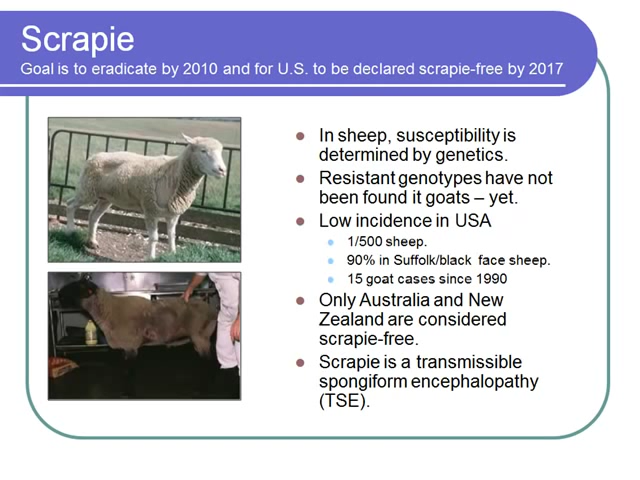 Scrapie
Goal is to eradicate by 2010 and for U.S. to be declared scrapie-free by 2017
In sheep, susceptibility is
determined by genetics.
Resistant genotypes have not
been found it goats – yet.
Low incidence in USA
1/500 sheep.
90% in Suffolk/black face sheep.
15 goat cases since 1990
Only Australia and New
Zealand are considered
scrapie-free.
Scrapie is a transmissible
spongiform encephalopathy
(TSE).